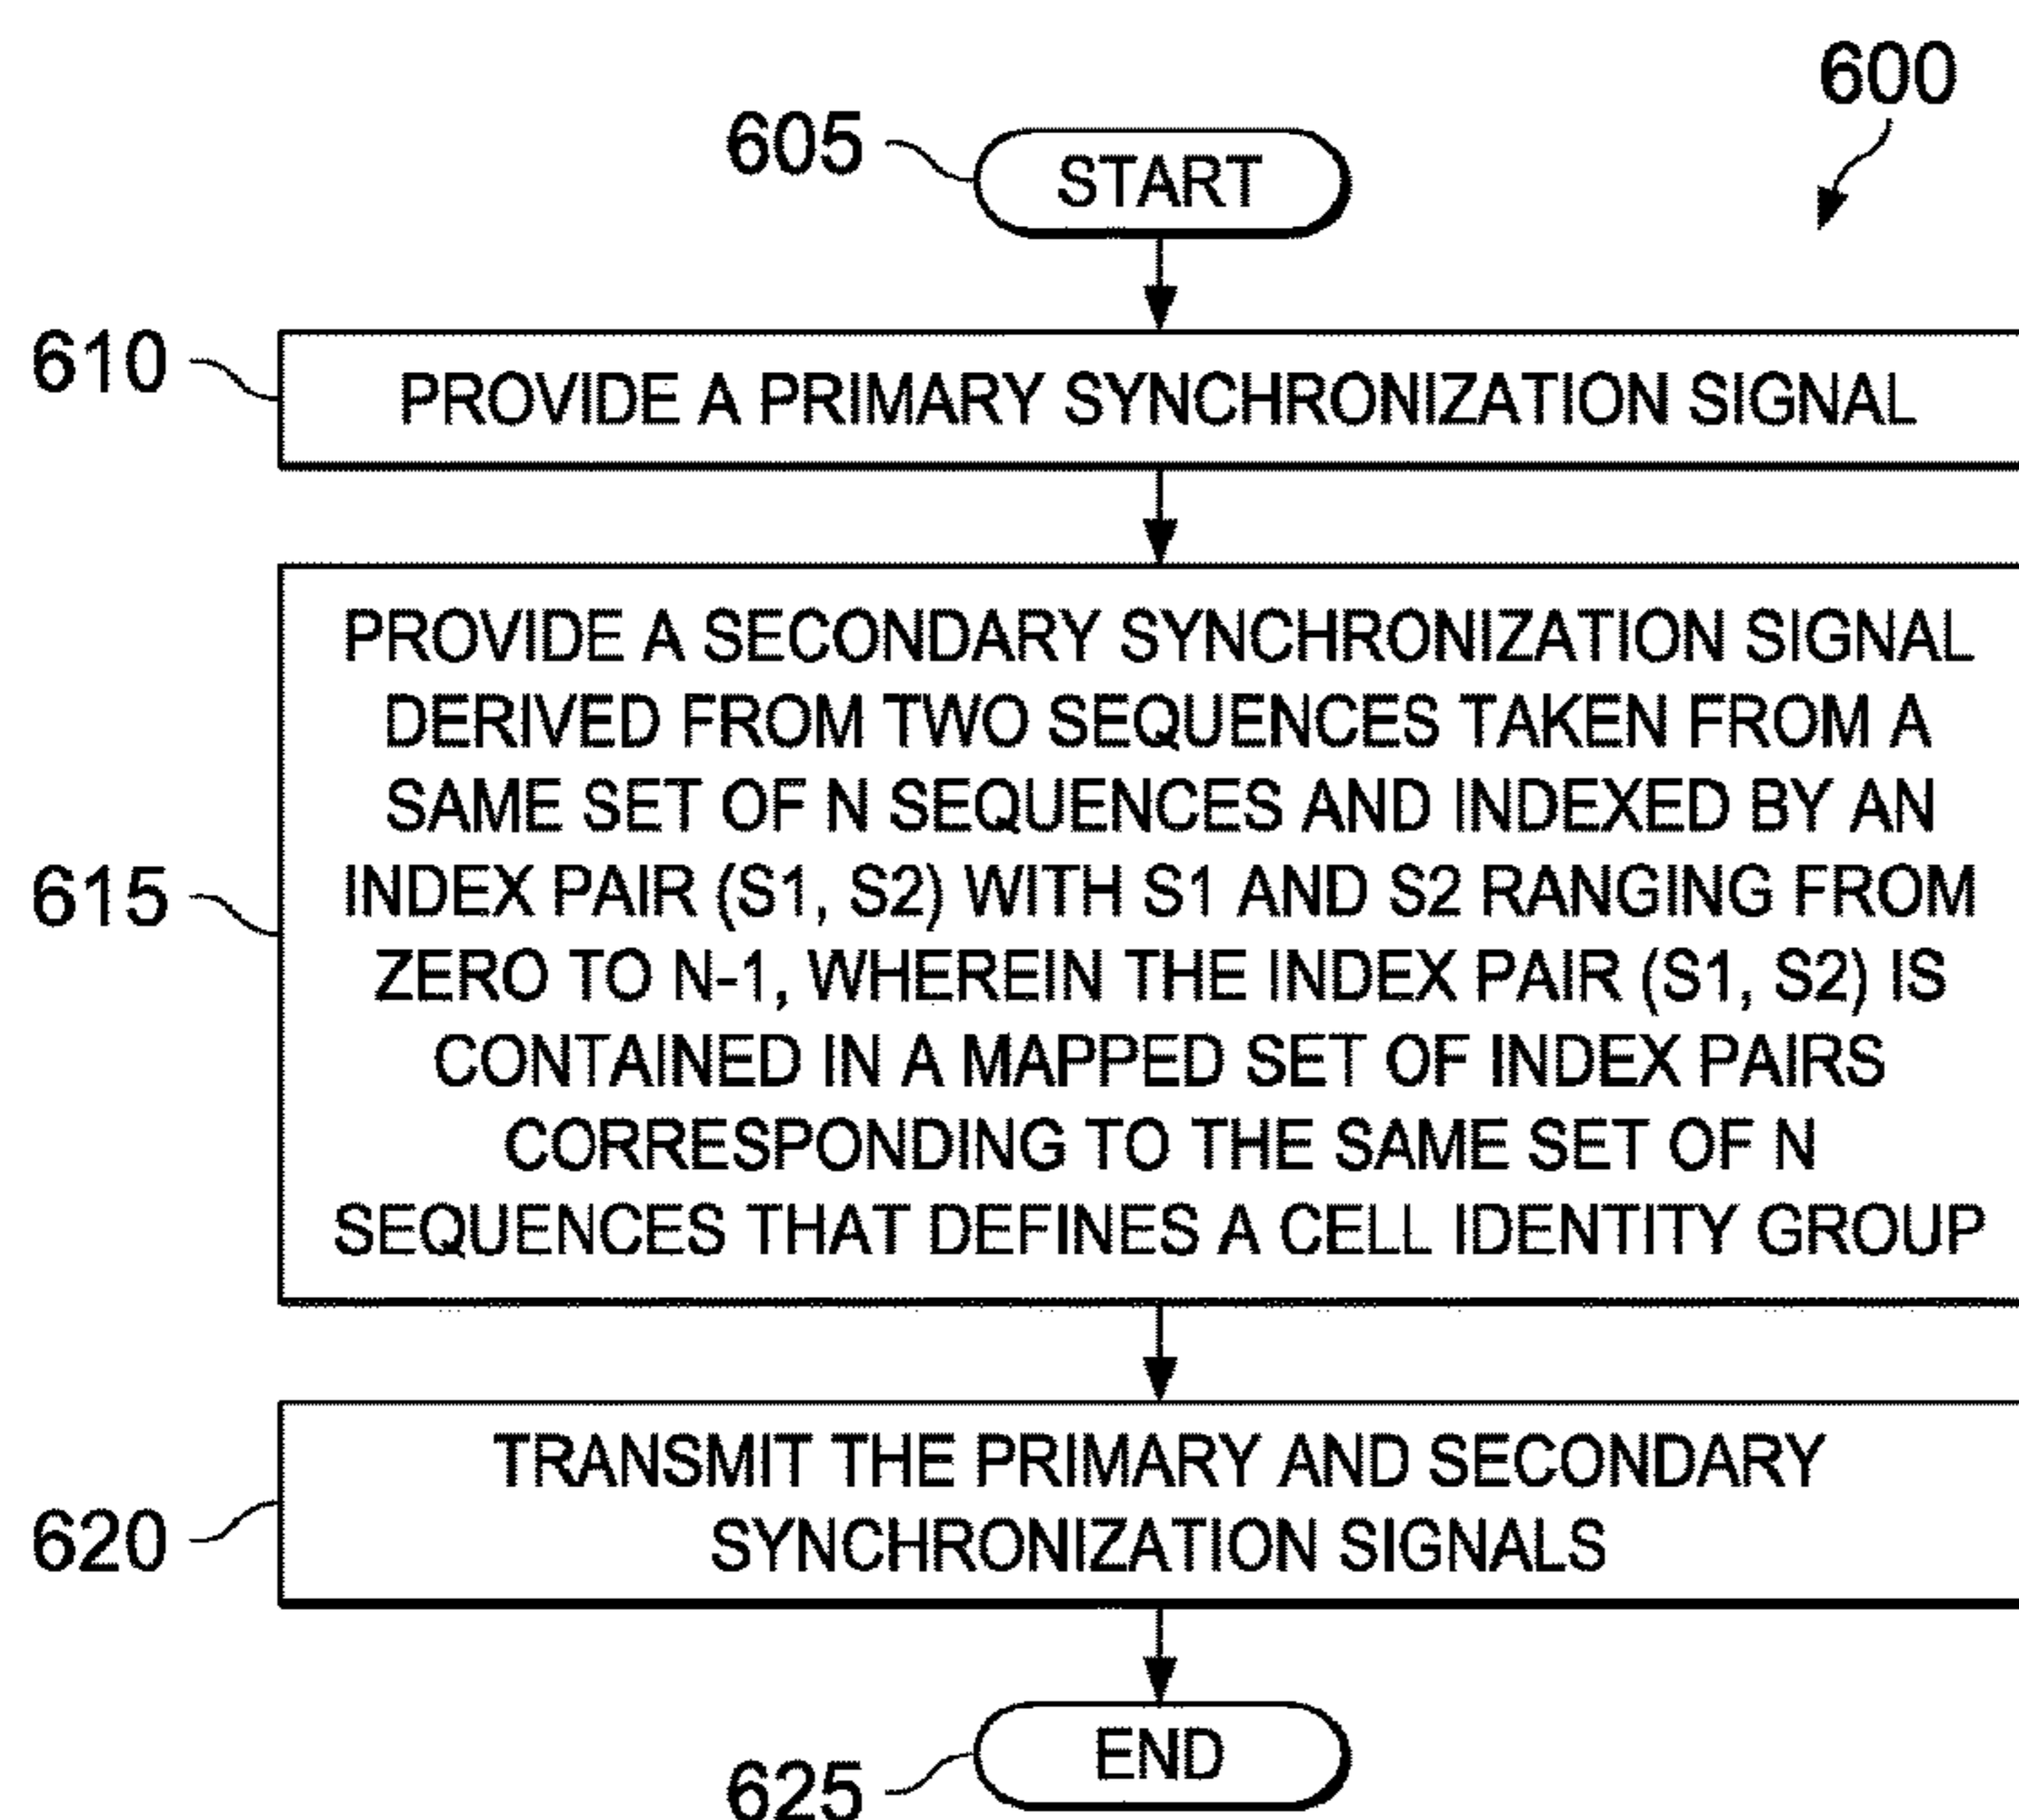 600
605
START
610
PROVIDE A PRIMARY SYNCHRONIZATION SIGNAL
615
PROVIDE A SECONDARY SYNCHRONIZATION SIGNAL
DERIVED FROM TWO SEQUENCES TAKEN FROM A
SAME SET OF N SEQUENCES AND INDEXED BY AN
INDEX PAIR (S1, S2) WITH S1 AND S2 RANGING FROM
ZERO TO N-1, WHEREIN THE INDEX PAIR (S1, S2) IS
CONTAINED IN A MAPPED SET OF INDEX PAIRS
CORRESPONDING TO THE SAME SET OF N
SEQUENCES THAT DEFINES A CELL IDENTITY GROUP
620
TRANSMIT THE PRIMARY AND SECONDARY
SYNCHRONIZATION SIGNALS
625
END